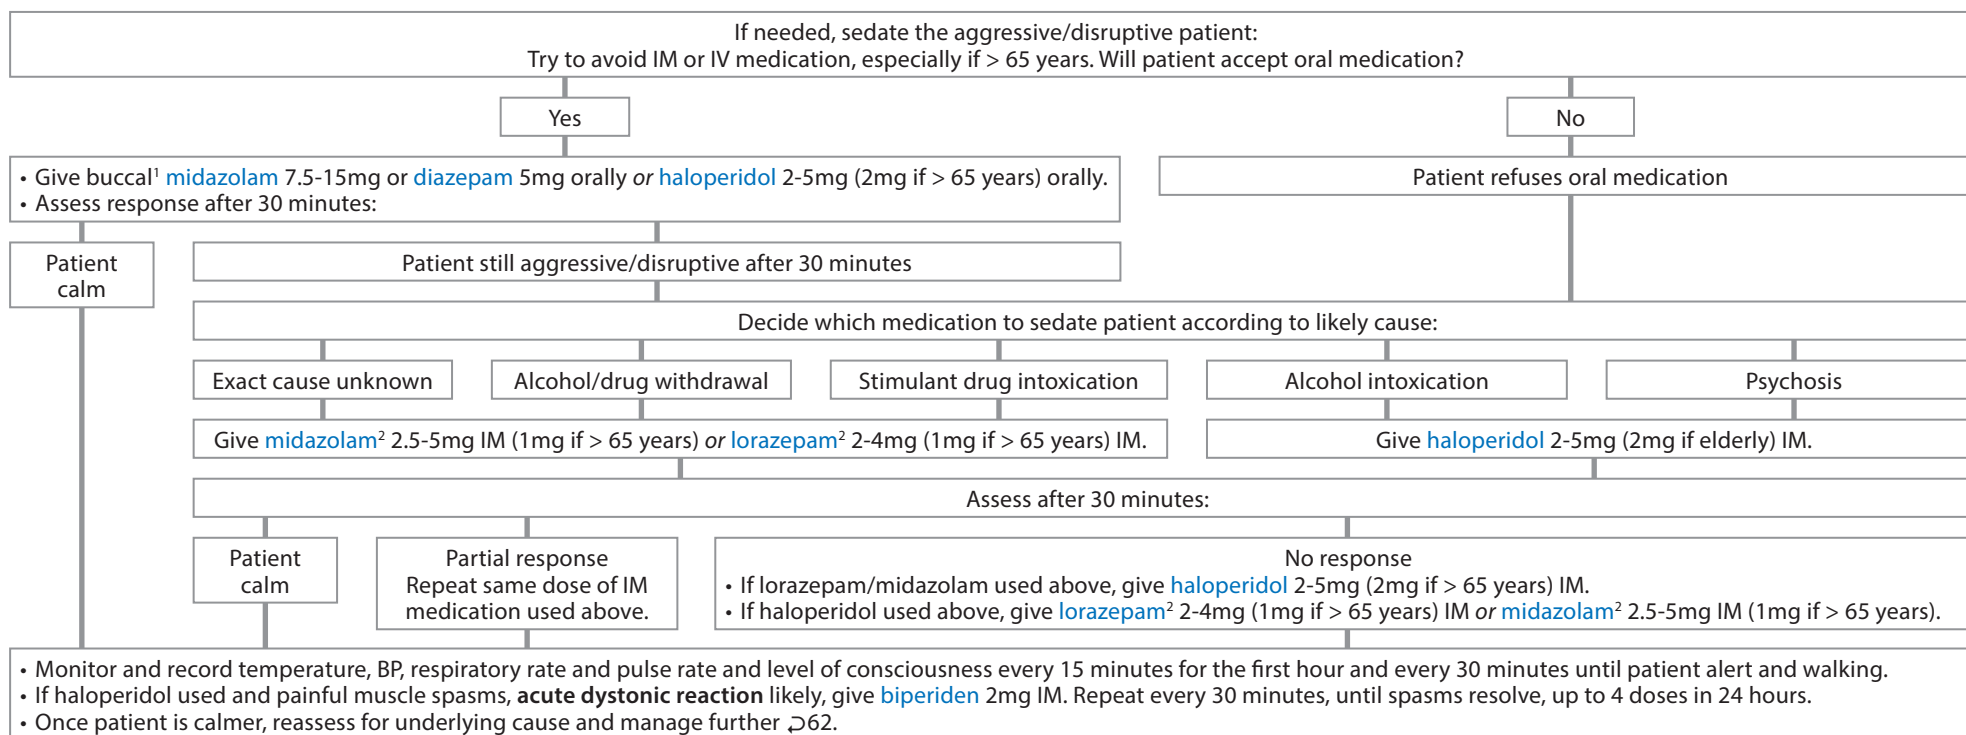 If needed, sedate the aggressive/disruptive patient:
Try to avoid IM or IV medication, especially if > 65 years. Will patient accept oral medication?
Yes
No
• Give buccal¹ midazolam 7.5-15mg or diazepam 5mg orally or haloperidol 2-5mg (2mg if > 65 years) orally.
• Assess response after 30 minutes:
Patient refuses oral medication
Patient
calm
Patient still aggressive/disruptive after 30 minutes
Decide which medication to sedate patient according to likely cause:
Exact cause unknown
Alcohol/drug withdrawal
Stimulant drug intoxication
Alcohol intoxication
Psychosis
Give midazolam² 2.5-5mg IM (1mg if > 65 years) or lorazepam² 2-4mg (1mg if > 65 years) IM.
Give haloperidol 2-5mg (2mg if elderly) IM.
Assess after 30 minutes:
Patient
calm
Partial response
Repeat same dose of IM
medication used above.
No response
• If lorazepam/midazolam used above, give haloperidol 2-5mg (2mg if > 65 years) IM.
• If haloperidol used above, give lorazepam² 2-4mg (1mg if > 65 years) IM or midazolam² 2.5-5mg IM (1mg if > 65 years).
• Monitor and record temperature, BP, respiratory rate and pulse rate and level of consciousness every 15 minutes for the first hour and every 30 minutes until patient alert and walking.
• If haloperidol used and painful muscle spasms, acute dystonic reaction likely, give biperiden 2mg IM. Repeat every 30 minutes, until spasms resolve, up to 4 doses in 24 hours.
• Once patient is calmer, reassess for underlying cause and manage further ⮌62.